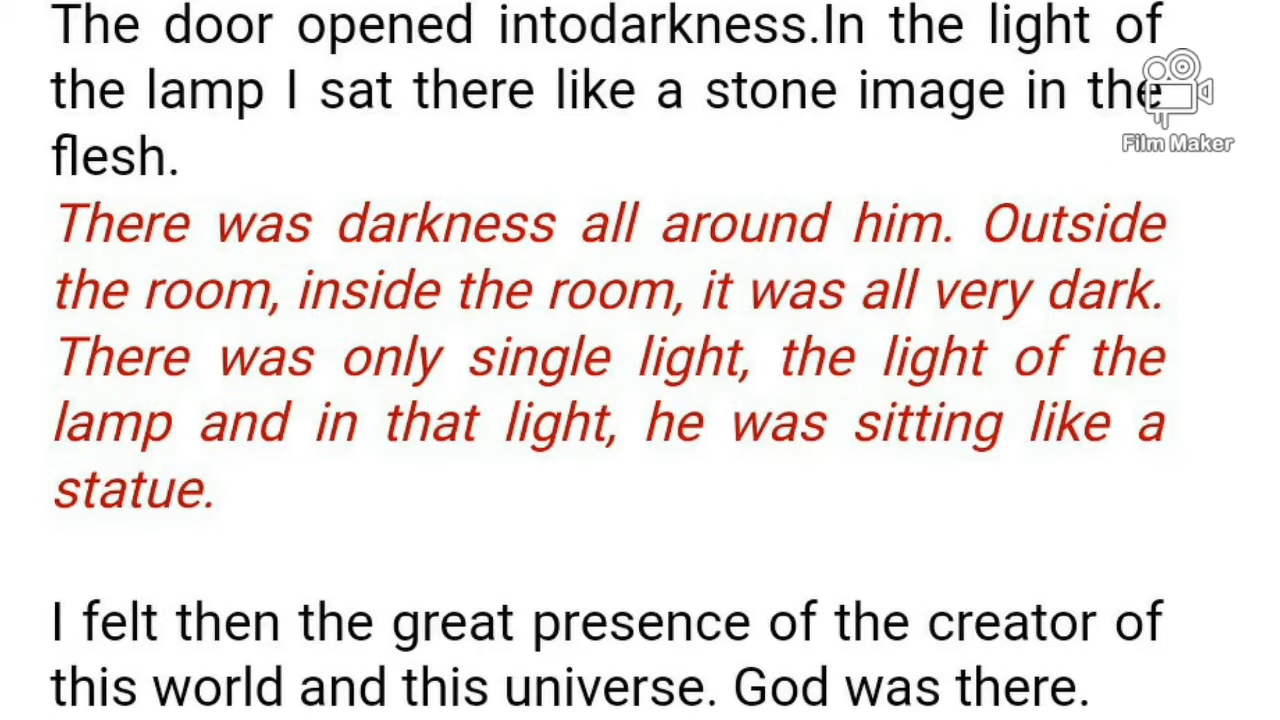 The door opened intodarkness.In the light of
the lamp I sat there like a stone image in the
flesh.
There was darkness all around him. Outside
the room, inside the room, it was all very dark.
There was only single light, the light of the
lamp and in that light, he was sitting like a
statue.
I felt then the great presence of the creator of
this world and this universe. God was there.
Film Maker